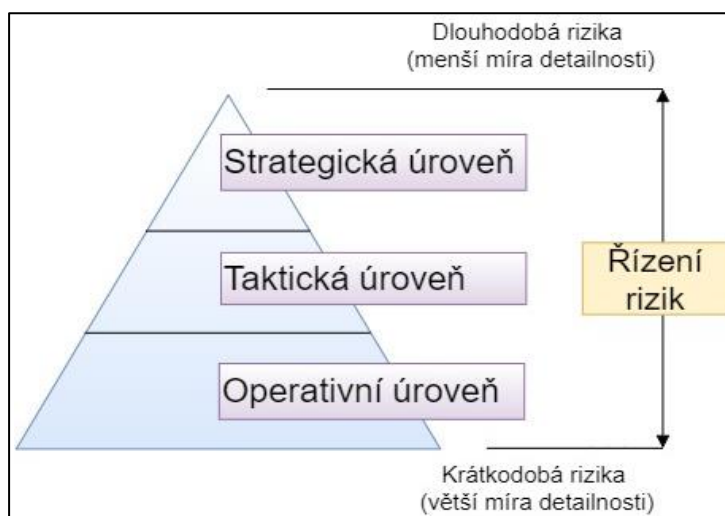 Dlouhodobá rizika
(menší míra detailnosti)
Strategická úroveň
Taktická úroveň
Řízení
rizik
Operativní úroveň
Krátkodobá rizika
(větší míra detailnosti)